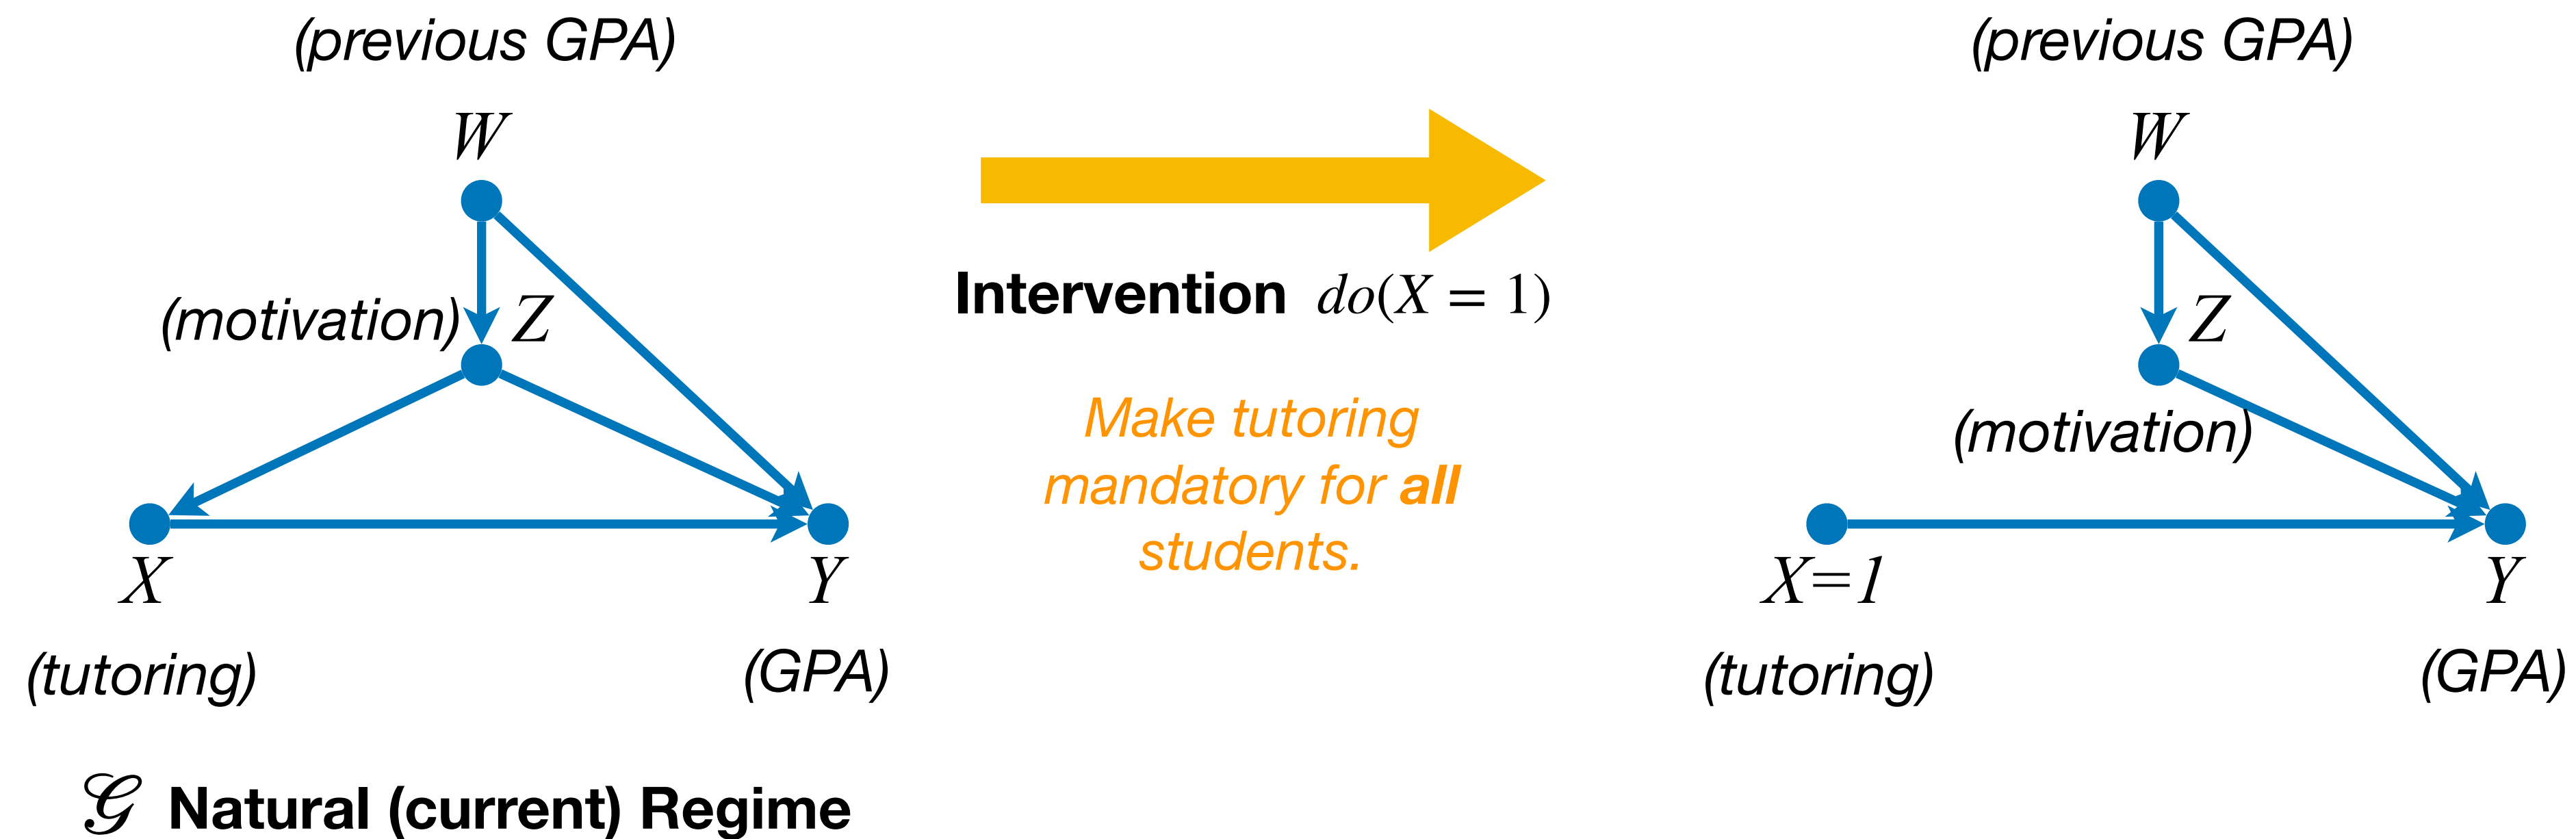 (previous GPA)
W
(motivation) Z
X
Y
(tutoring)
(GPA)
𝒢 Natural (current) Regime
Intervention do(X = 1)
Make tutoring
mandatory for all
students.
(previous GPA)
W
Z
(motivation)
X=1
Y
(tutoring)
(GPA)